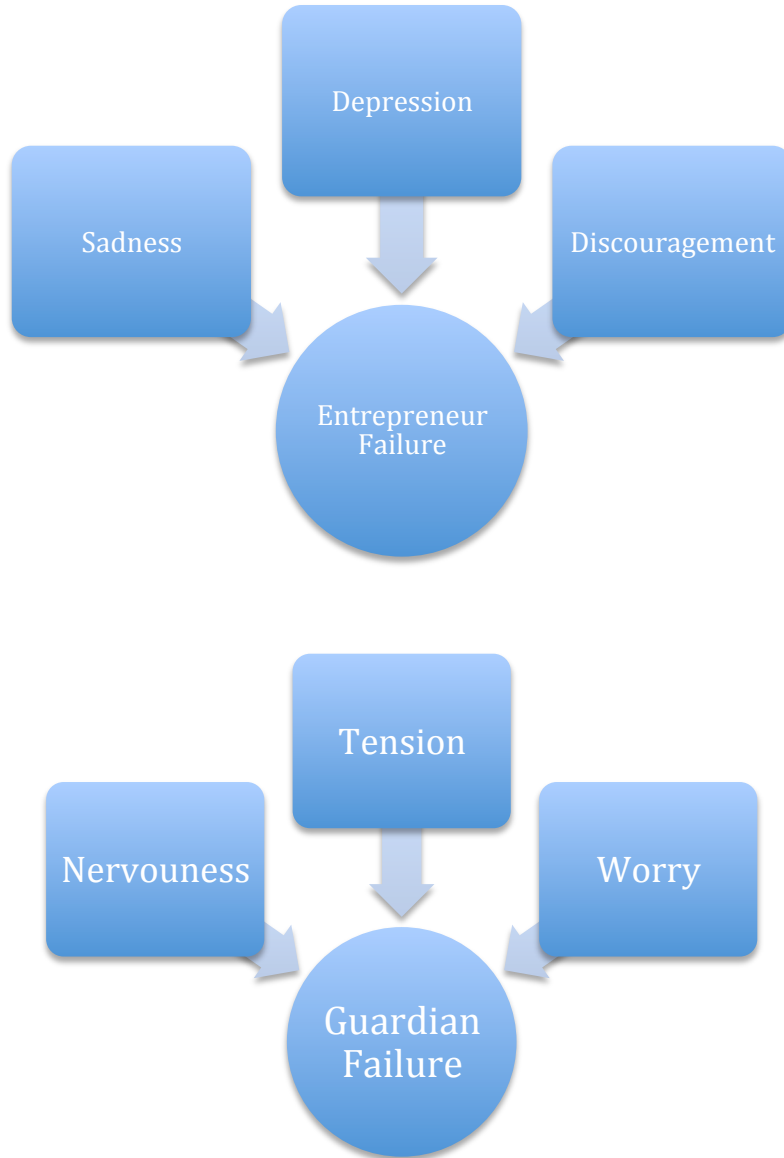 Depression
Sadness
Discouragement
Entrepreneur
Failure
Tension
Nervouness
Worry
Guardian
Failure